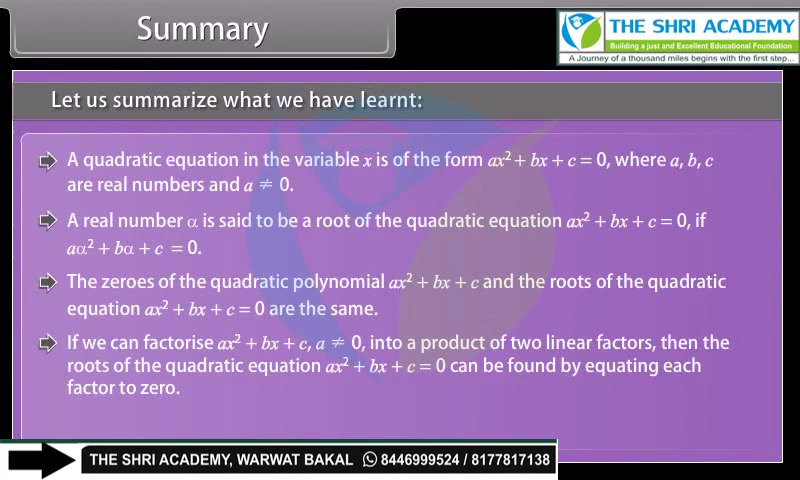 Summary
THE SHRI ACADEMY
Building a just and Excellent Educational Foundation
A Journey of a thousand miles begins with the first step...
Let us summarize what we have learnt:
A quadratic equation in the variable x is of the form ax² + bx + c = 0, where a, b, c
are real numbers and a ≠ 0.
A real number α is said to be a root of the quadratic equation ax² + bx + c = 0, if
aα² + bα + c = 0.
The zeroes of the quadratic polynomial ax² + bx + c and the roots of the quadratic
equation ax² + bx + c = 0 are the same.
If we can factorise ax² + bx + c, a ≠ 0, into a product of two linear factors, then the
roots of the quadratic equation ax² + bx + c = 0 can be found by equating each
factor to zero.
THE SHRI ACADEMY, WARWAT BAKAL 8446999524 / 8177817138